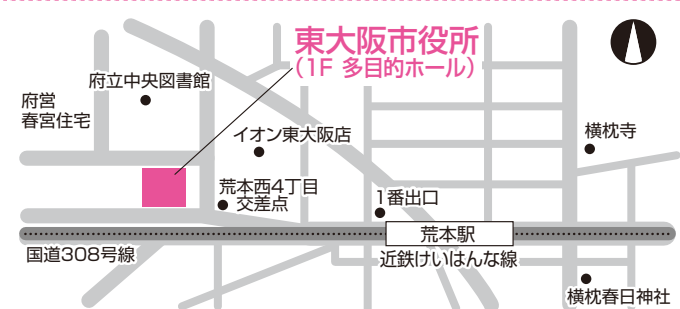 東大阪市役所
(1F 多目的ホール)
府立中央図書館
府営
春宮住宅
イオン東大阪店
横枕寺
荒本西4丁目
交差点
1番出口
荒本駅
国道308号線
近鉄けいはんな線
横枕春日神社